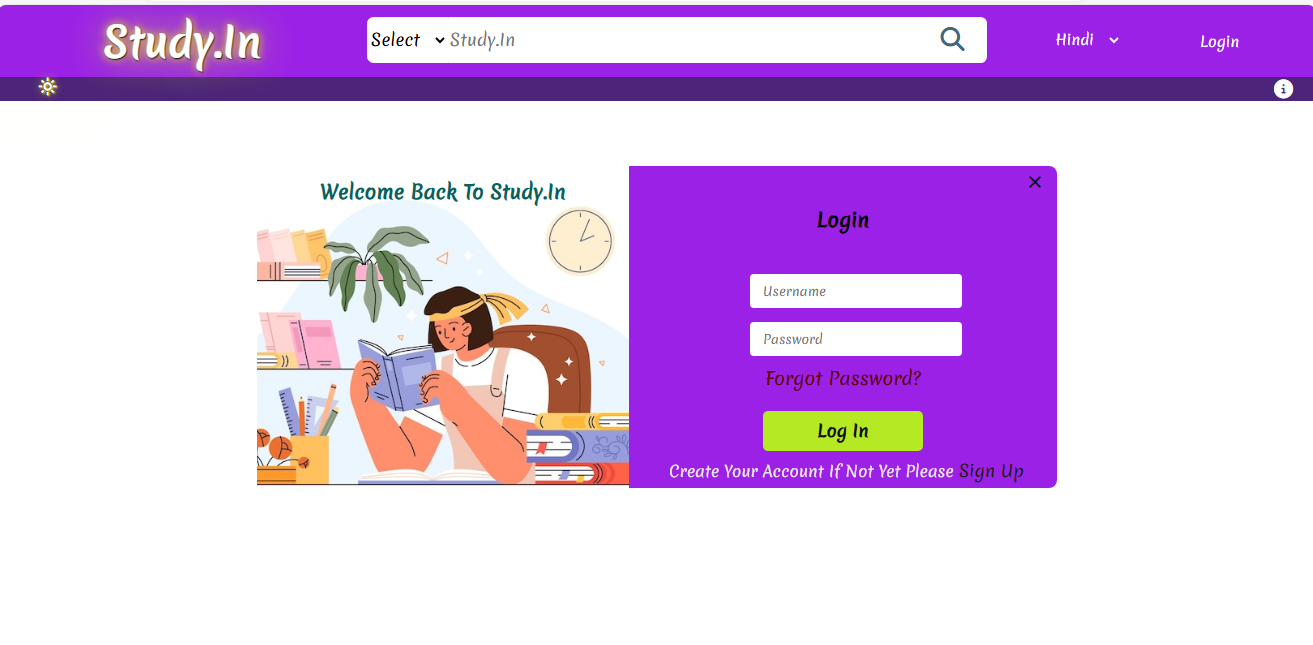 Study.In
Select Study.In
Hindi
Login
Welcome Back To Study.In
Login
Username
Password
Forgot Password?
Log In
Create Your Account If Not Yet Please Sign Up